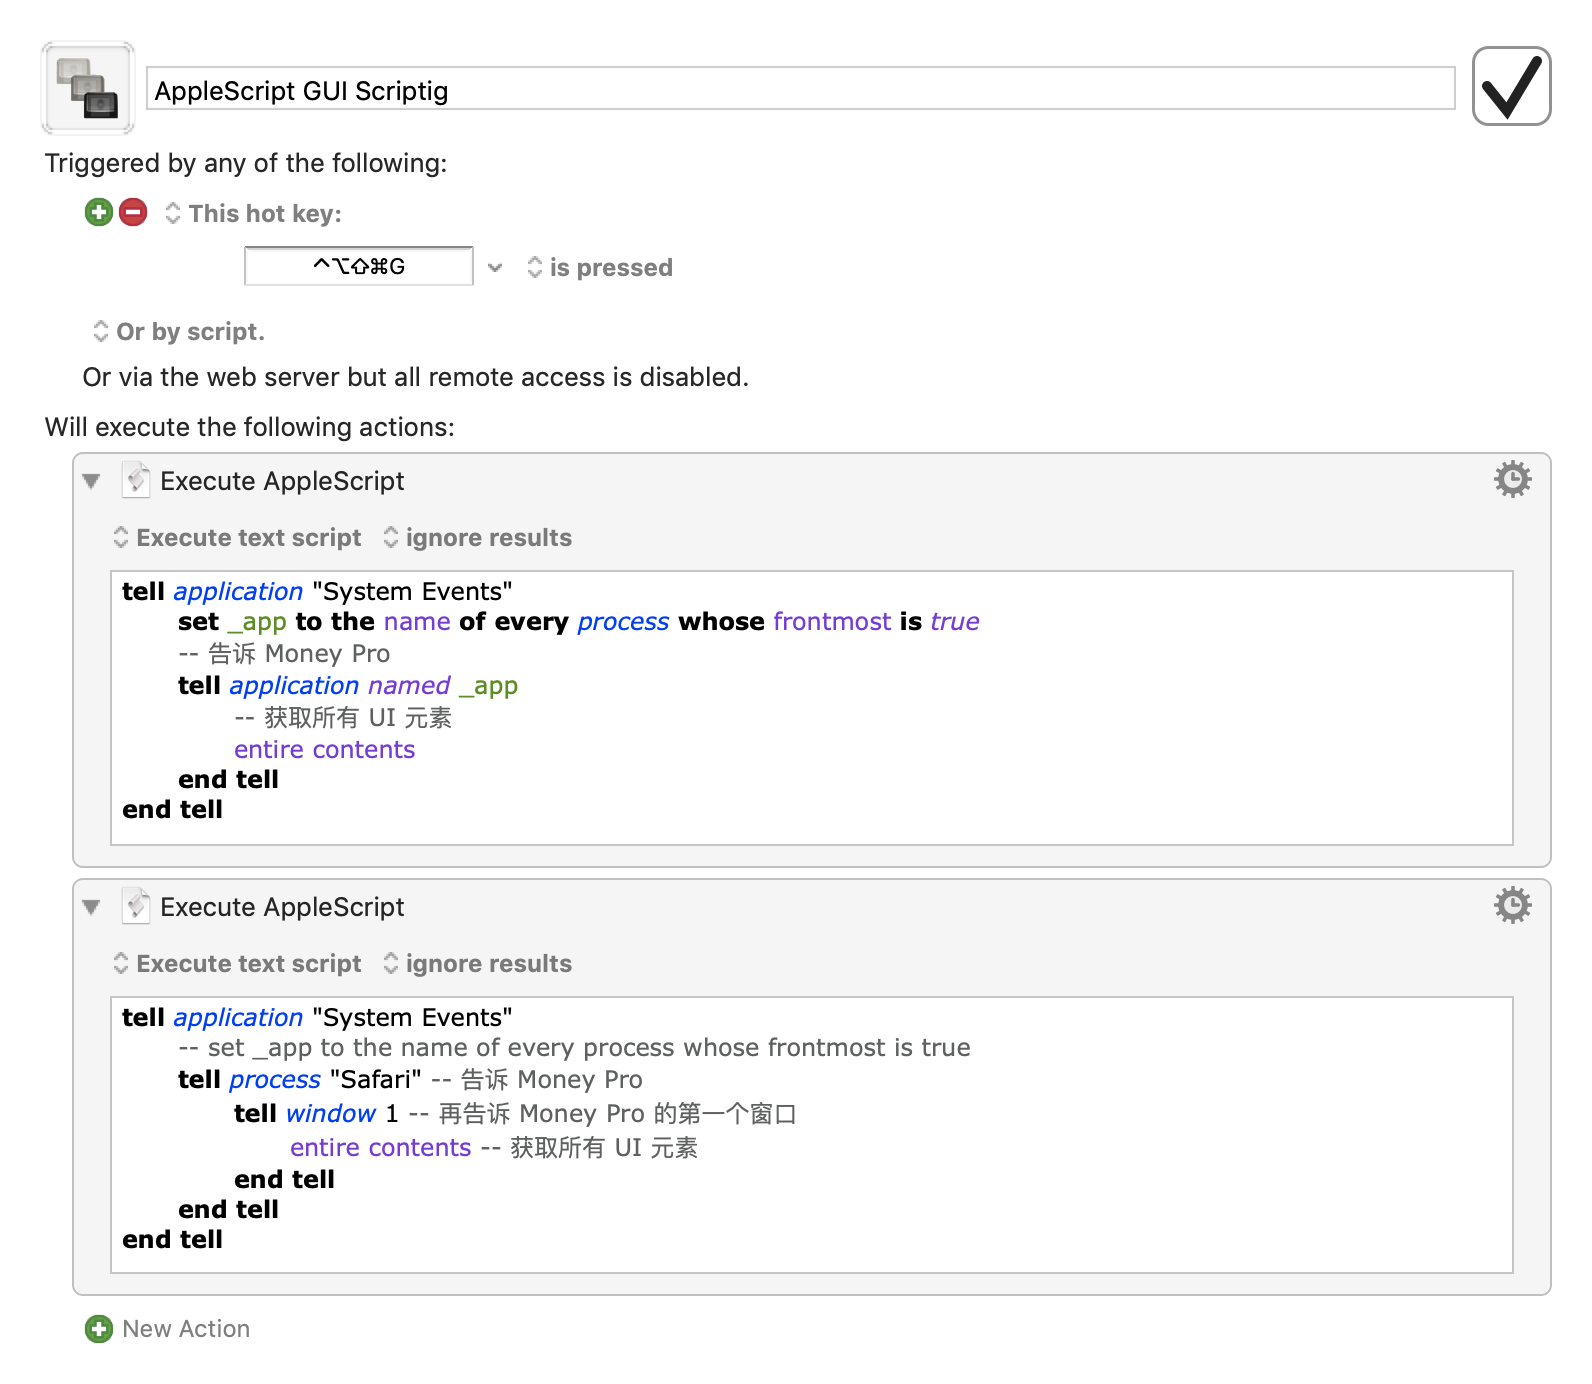 AppleScript GUI Scriptig
Triggered by any of the following:
This hot key:
^⌥⇧⌘G
is pressed
Or by script.
Or via the web server but all remote access is disabled.
Will execute the following actions:
Execute AppleScript
Execute text script ignore results
tell application "System Events"
set _app to the name of every process whose frontmost is true
-- 告诉 Money Pro
tell application named _app
-- 获取所有 UI 元素
entire contents
end tell
end tell
Execute AppleScript
Execute text script ignore results
tell application "System Events"
-- set _app to the name of every process whose frontmost is true
tell process "Safari" -- 告诉 Money Pro
tell window 1 -- 再告诉 Money Pro 的第一个窗口
entire contents -- 获取所有 UI 元素
end tell
end tell
end tell
New Action